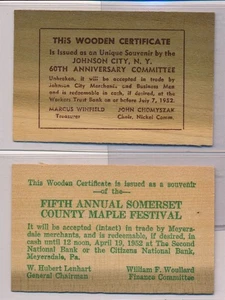 THIS WOODEN CERTIFICATE
Is Issued as an Unique Souvenir by the
JOHNSON CITY, N. Y.
60TH ANNIVERSARY COMMITTEE
Unbroken, it will be accepted in trade by
Johnson City Merchants and Business Men
and is redeemable in cash, if desired, at the
Workers Trust Bank on or before July 7, 1952.
MARCUS WINFIELD JOHN CHOMYSZAK
Treasurer Chair. Nickel Comm.
This Wooden Certificate is issued as a souvenir
—of the—
FIFTH ANNUAL SOMERSET
COUNTY MAPLE FESTIVAL
It will be accepted (intact) in trade by Meyers-
dale merchants, and is redeemable, if desired, in
cash until 12 noon, April 19, 1952 at The Second
National Bank or the Citizens National Bank,
Meyersdale, Pa.
W. Hubert Lenhart William F.
General Chairman Finance Committee